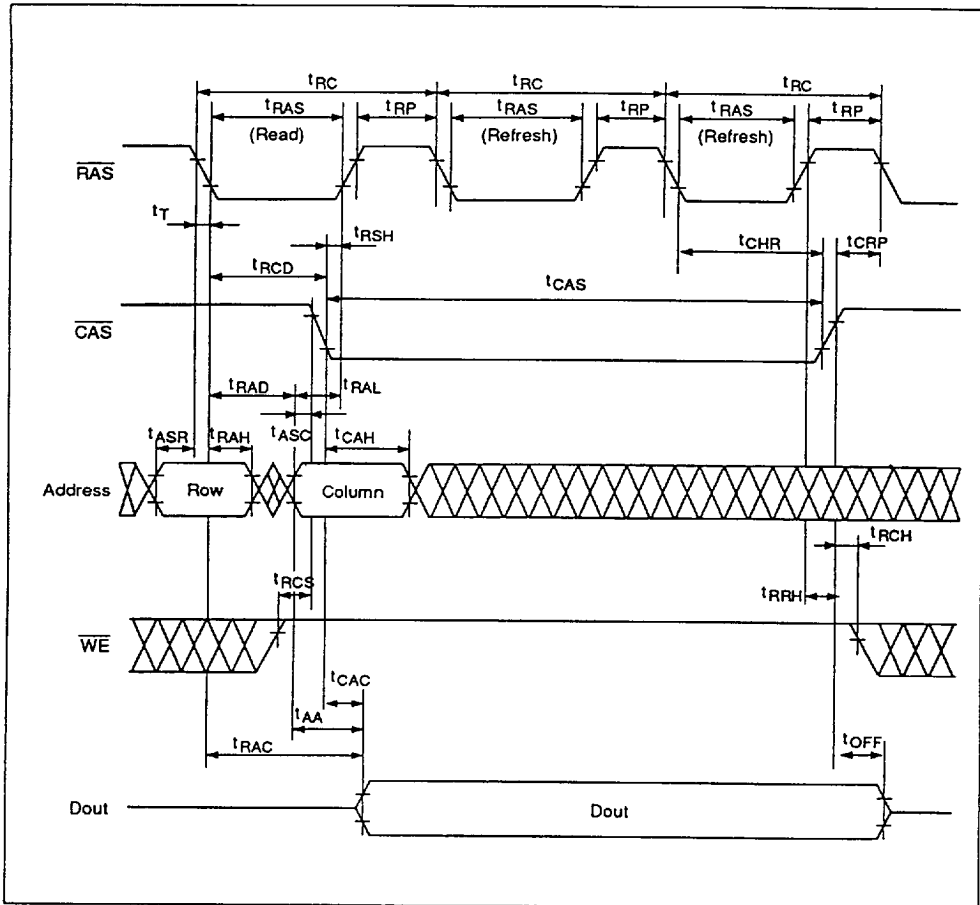 tRC tRC tRC
tRAS tRP tRAS tRP tRAS tRP
(Read) (Refresh) (Refresh)
RAS
tT
tRSH
tCHR tCRP
tRCD
tCAS
CAS
tRAD tRAL
tASR tRAH tASC tCAH
Address Row Column
tRCH
tRCS
tRRH
WE
tCAC
tAA
tRAC tOFF
Dout Dout